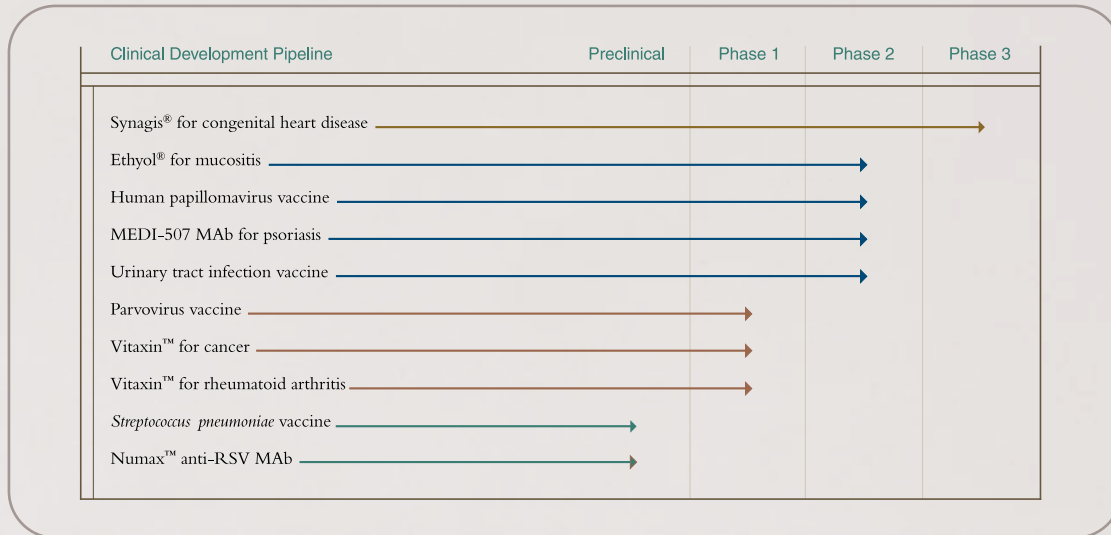 Clinical Development Pipeline Preclinical Phase 1 Phase 2 Phase 3
Synagis® for congenital heart disease
Ethyol® for mucositis
Human papillomavirus vaccine
MEDI-507 MAb for psoriasis
Urinary tract infection vaccine
Parvovirus vaccine
Vitaxin™ for cancer
Vitaxin™ for rheumatoid arthritis
Streptococcus pneumoniae vaccine
Numax™ anti-RSV MAb